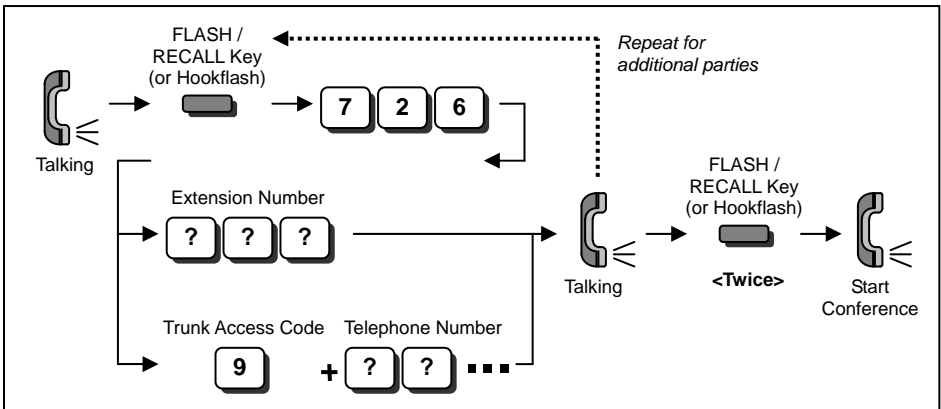 FLASH /
RECALL Key
(or Hookflash)
Repeat for
additional parties
7 2 6
Talking
Extension Number
? ? ?
Talking
FLASH /
RECALL Key
(or Hookflash)
<Twice>
Start
Conference
Trunk Access Code
Telephone Number
9 + ? ? ...